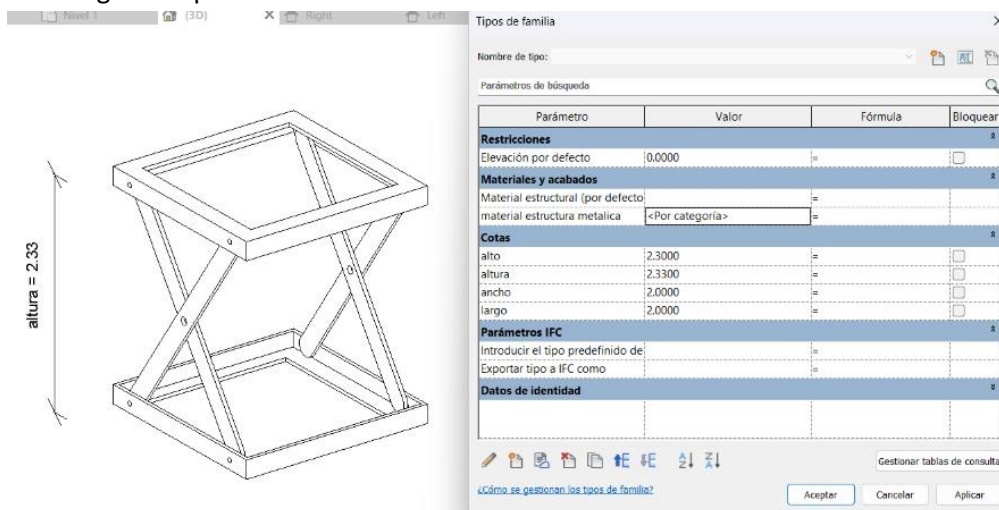 Nivel 1 (3D) X Right Left
Tipos de familia
Nombre de tipo:
Parámetros de búsqueda
Parámetro Valor Fórmula Bloquear
Restricciones
Elevación por defecto 0.0000 =
Materiales y acabados
Material estructural (por defecto =
material estructura metalica <Por categoría> =
Cotas
alto 2.3000 =
altura 2.3300 =
ancho 2.0000 =
largo 2.0000 =
Parámetros IFC
Introducir el tipo predefinido de =
Exportar tipo a IFC como =
Datos de identidad
Gestionar tablas de consulta
¿Cómo se gestionan los tipos de familia?
Aceptar Cancelar Aplicar
altura = 2.33